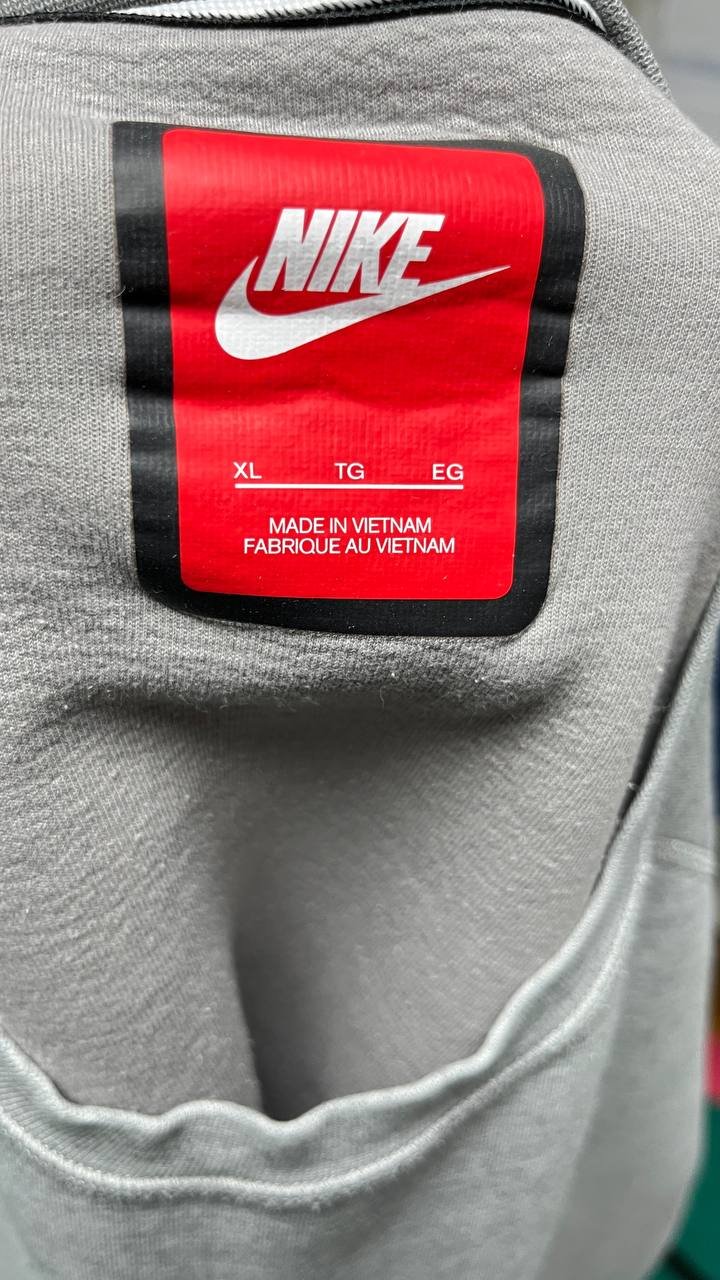 NIKE
XL TG EG
MADE IN VIETNAM
FABRIQUE AU VIETNAM